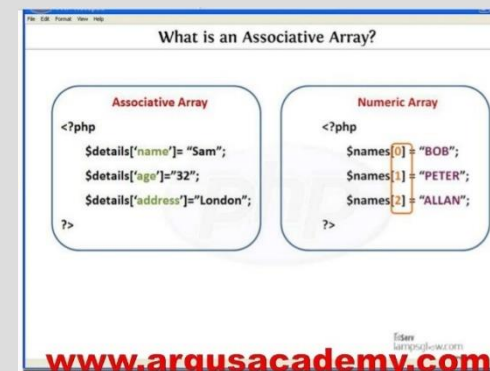 File Edit Format View Help
What is an Associative Array?
Associative Array
<?php
$details['name']= "Sam";
$details['age']="32";
$details['address']="London";
?>
Numeric Array
<?php
$names[0] = "BOB";
$names[1] = "PETER";
$names[2] = "ALLAN";
?>
php
www.argusacademy.com